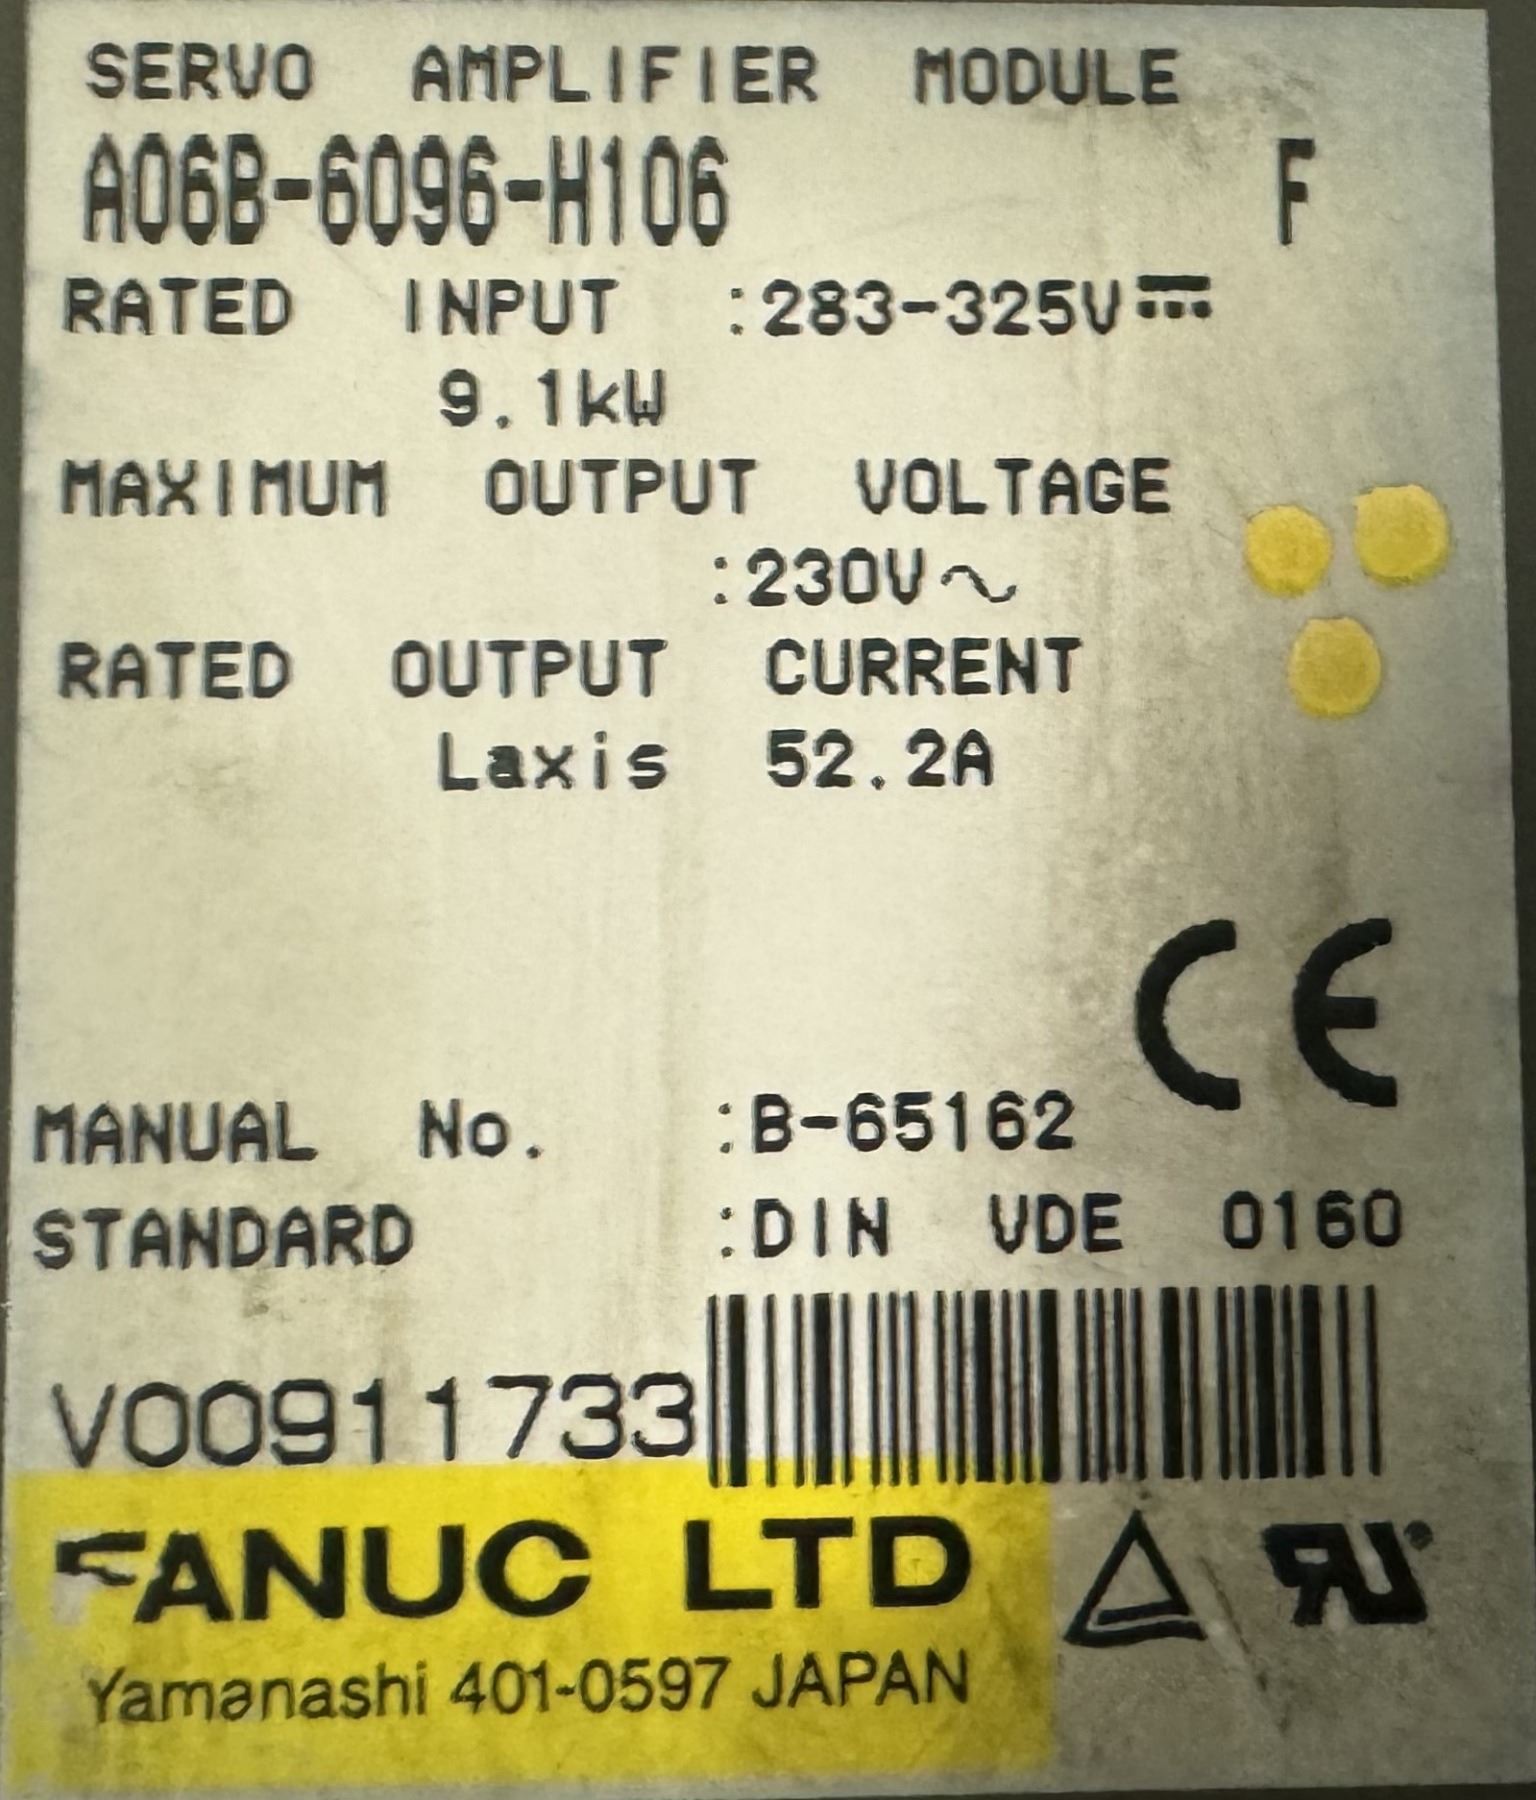 SERVO AMPLIFIER MODULE
A06B-6096-H106 F
RATED INPUT :283-325V⎓
9.1kW
MAXIMUM OUTPUT VOLTAGE
:230V~
RATED OUTPUT CURRENT
Laxis 52.2A
CE
MANUAL No. :B-65162
STANDARD :DIN VDE 0160
V00911733
FANUC LTD
Yamanashi 401-0597 JAPAN